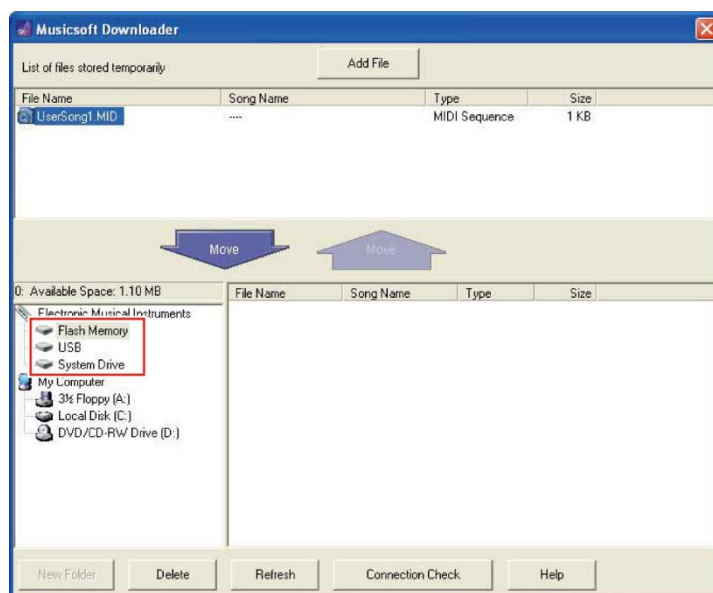 Musicsoft Downloader
List of files stored temporarily Add File
File Name Song Name Type Size
UserSong1.MID ---- MIDI Sequence 1 KB
Move Move
0: Available Space: 1.10 MB
File Name Song Name Type Size
Electronic Musical Instruments
Flash Memory
USB
System Drive
My Computer
3½ Floppy (A:)
Local Disk (C:)
DVD/CD-RW Drive (D:)
New Folder Delete Refresh Connection Check Help